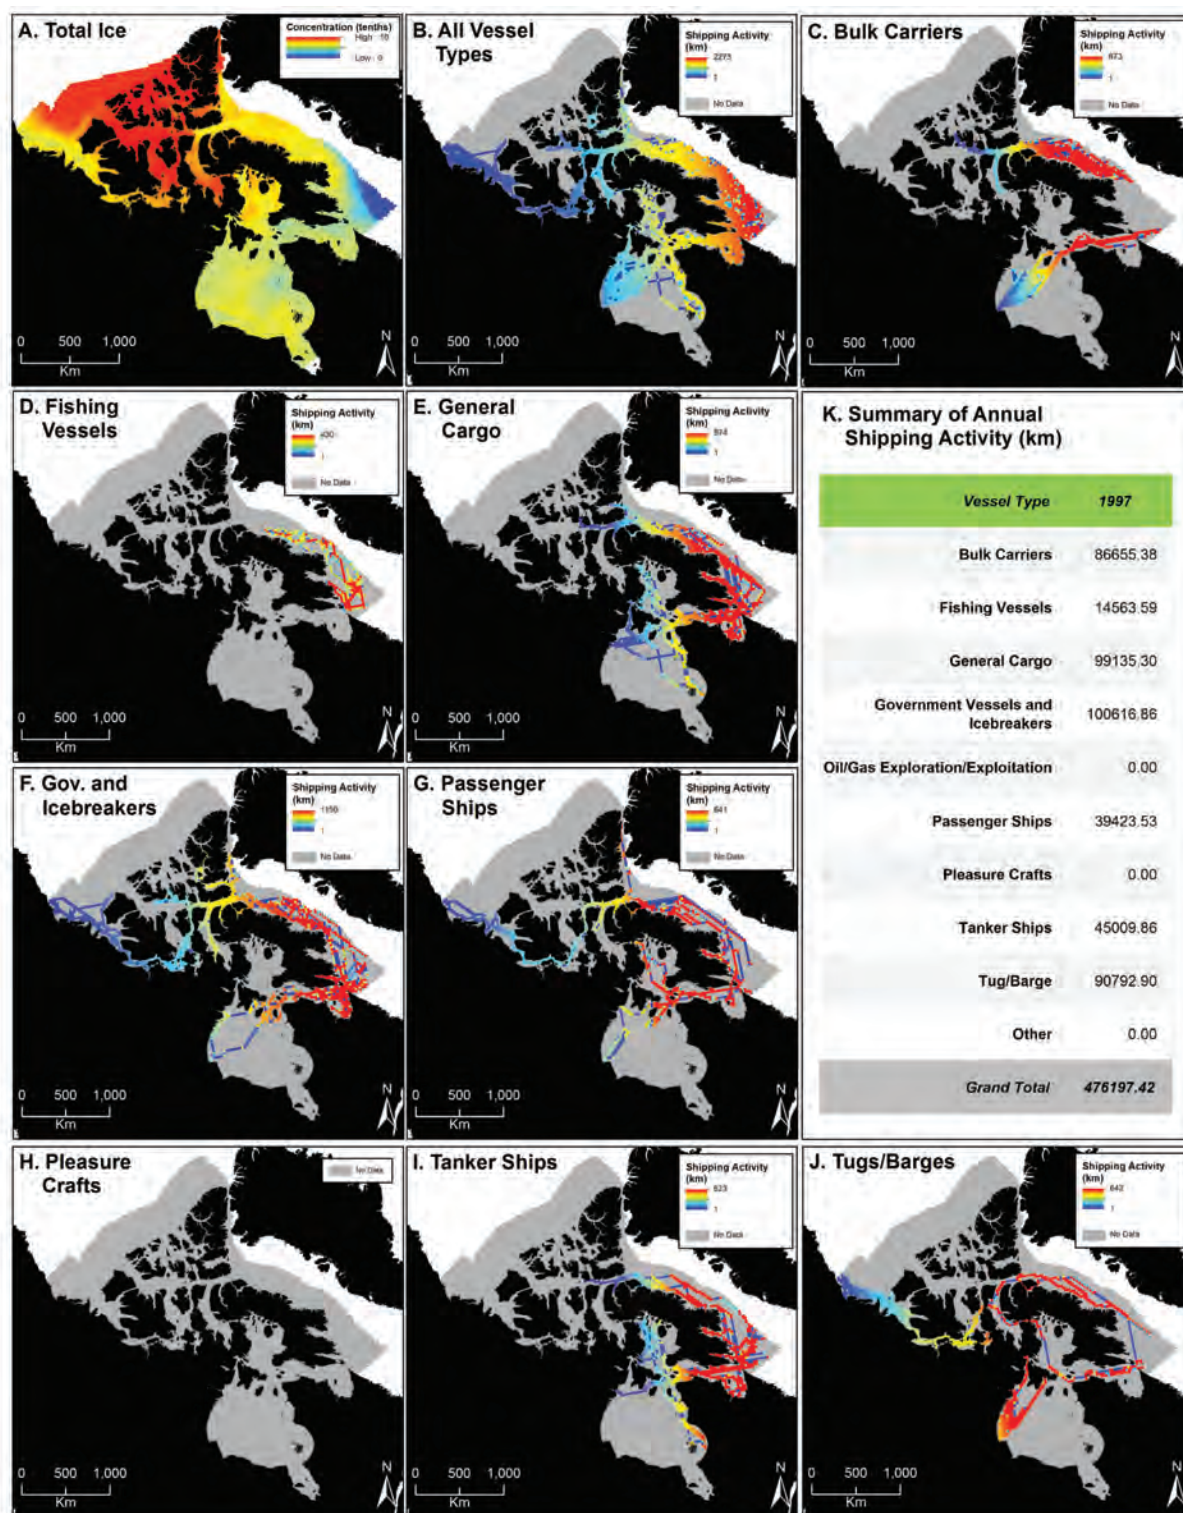 A. Total Ice
Concentration (tenths)
High : 10
Low : 0
N
0 500 1,000
Km
B. All Vessel
Types
Shipping Activity
(km)
1
No Data
N
0 500 1,000
Km
C. Bulk Carriers
Shipping Activity
(km)
673
1
No Data
N
0 500 1,000
Km
D. Fishing
Vessels
Shipping Activity
(km)
1
No Data
N
0 500 1,000
Km
E. General
Cargo
Shipping Activity
(km)
1
No Data
N
0 500 1,000
Km
K. Summary of Annual
Shipping Activity (km)
Vessel Type 1997
Bulk Carriers 86655.38
Fishing Vessels 14563.59
General Cargo 99135.30
Government Vessels and
Icebreakers 100616.86
Oil/Gas Exploration/Exploitation 0.00
Passenger Ships 39423.53
Pleasure Crafts 0.00
Tanker Ships 45009.86
Tug/Barge 90792.90
Other 0.00
Grand Total 476197.42
F. Gov. and
Icebreakers
Shipping Activity
(km)
1
No Data
N
0 500 1,000
Km
G. Passenger
Ships
Shipping Activity
(km)
641
1
No Data
N
0 500 1,000
Km
H. Pleasure
Crafts
No Data
N
0 500 1,000
Km
I. Tanker Ships
Shipping Activity
(km)
623
1
No Data
N
0 500 1,000
Km
J. Tugs/Barges
Shipping Activity
(km)
1
No Data
N
0 500 1,000
Km